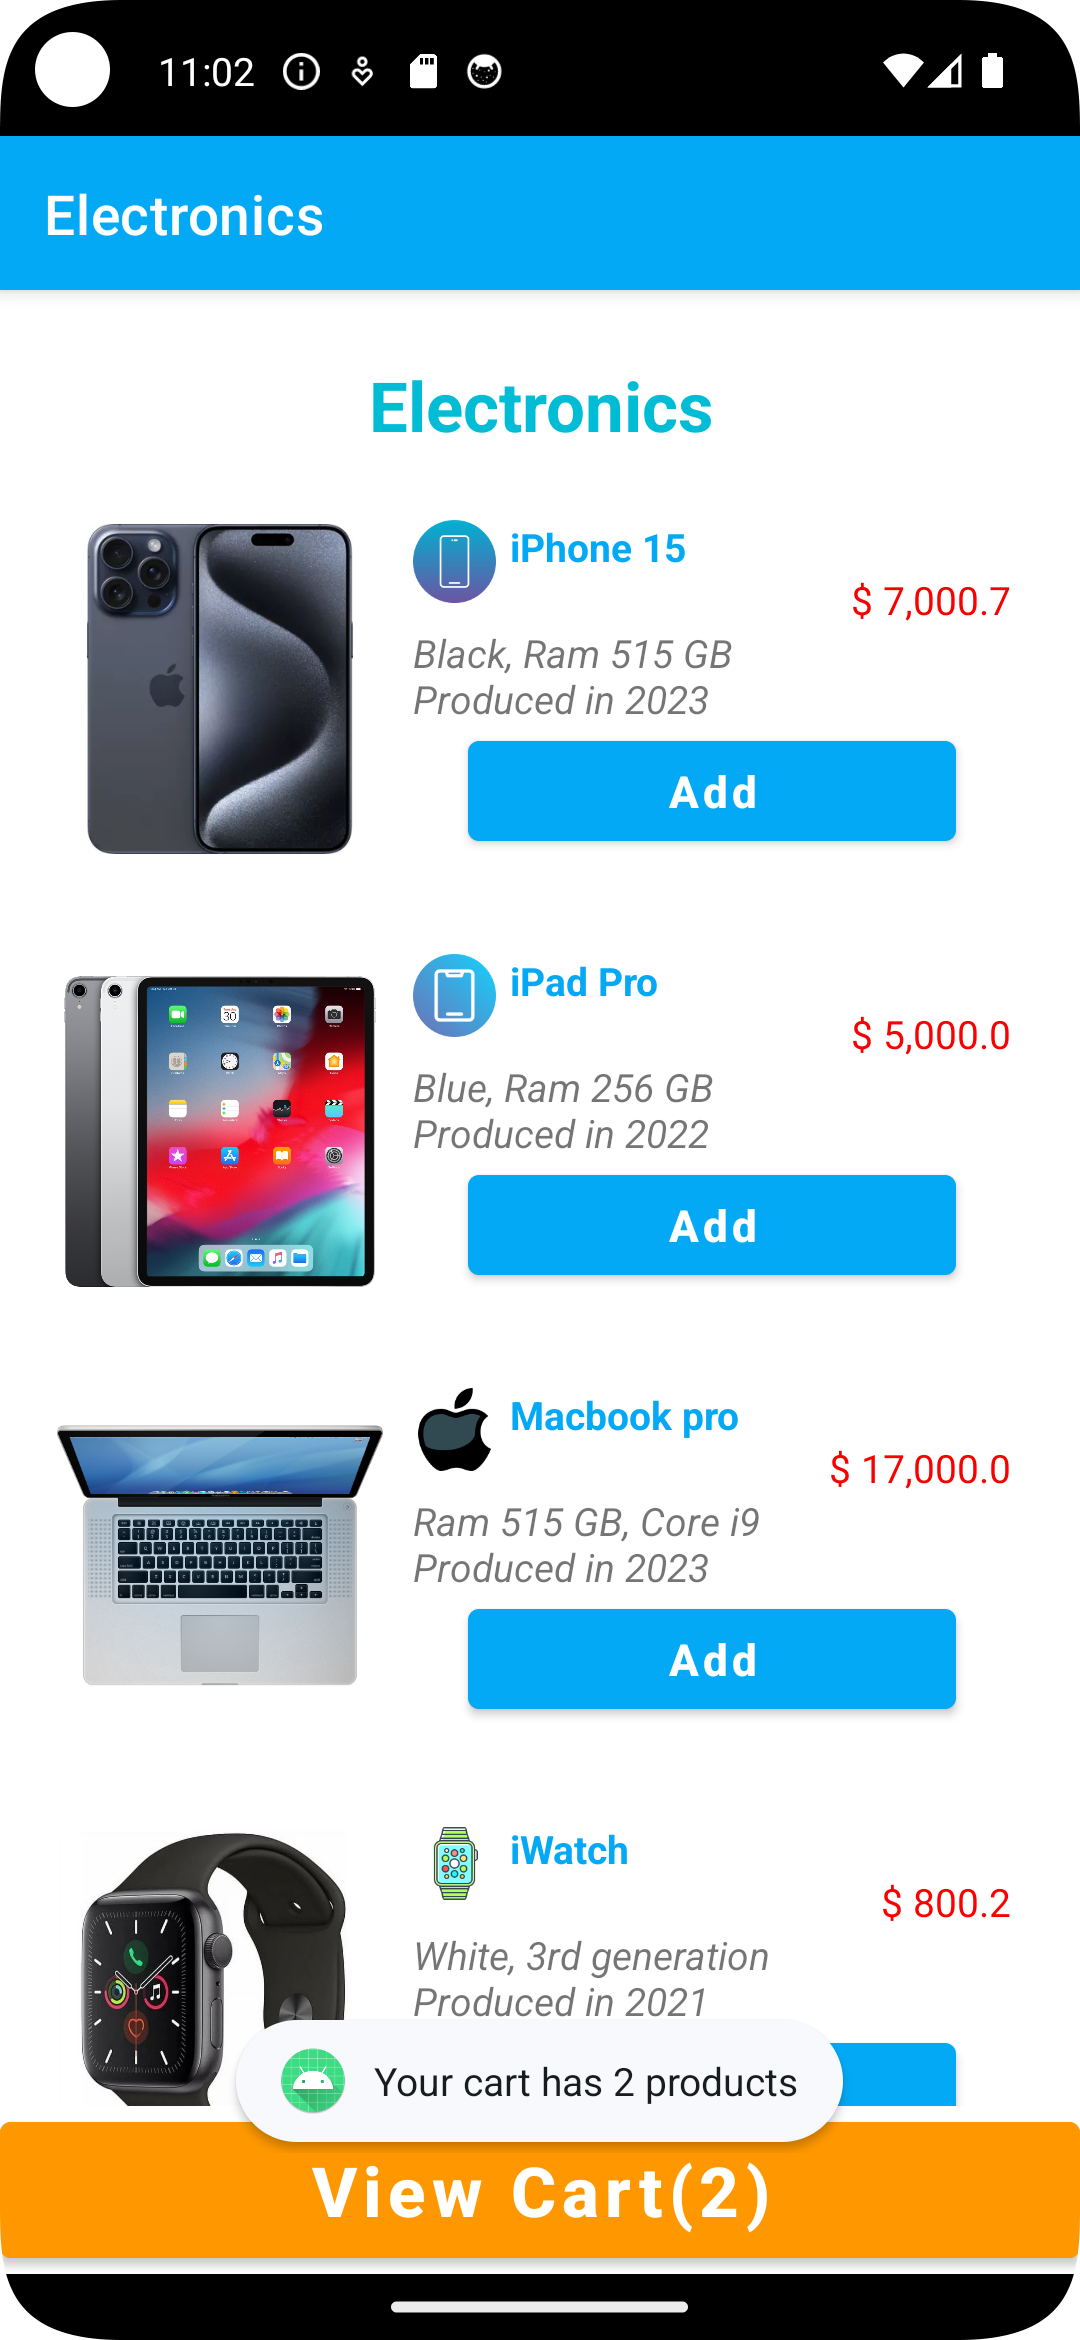 11:02
Electronics
Electronics
iPhone 15
$ 7,000.7
Black, Ram 515 GB
Produced in 2023
Add
iPad Pro
$ 5,000.0
Blue, Ram 256 GB
Produced in 2022
Add
Macbook pro
$ 17,000.0
Ram 515 GB, Core i9
Produced in 2023
Add
iWatch
$ 800.2
White, 3rd generation
Produced in 2021
Your cart has 2 products
View Cart(2)